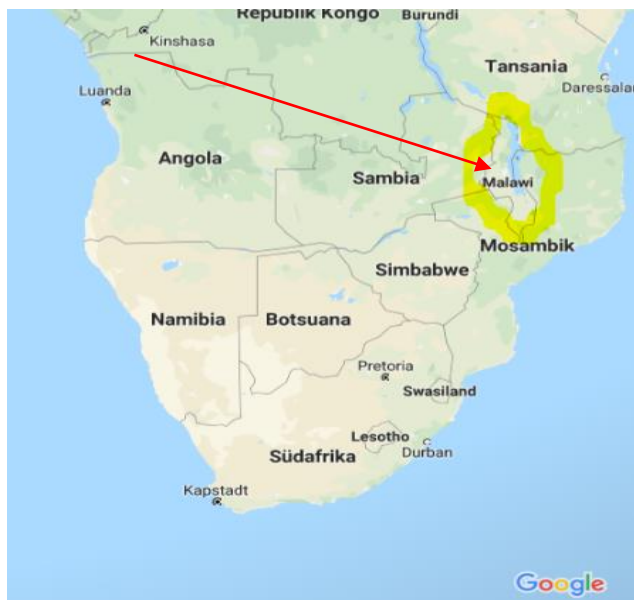 Republik Kongo
Burundi
Kinshasa
Tansania
Luanda
Daressalam
Angola
Sambia
Malawi
Mosambik
Simbabwe
Namibia
Botsuana
Pretoria
Swasiland
Lesotho
Durban
Südafrika
Kapstadt
Google